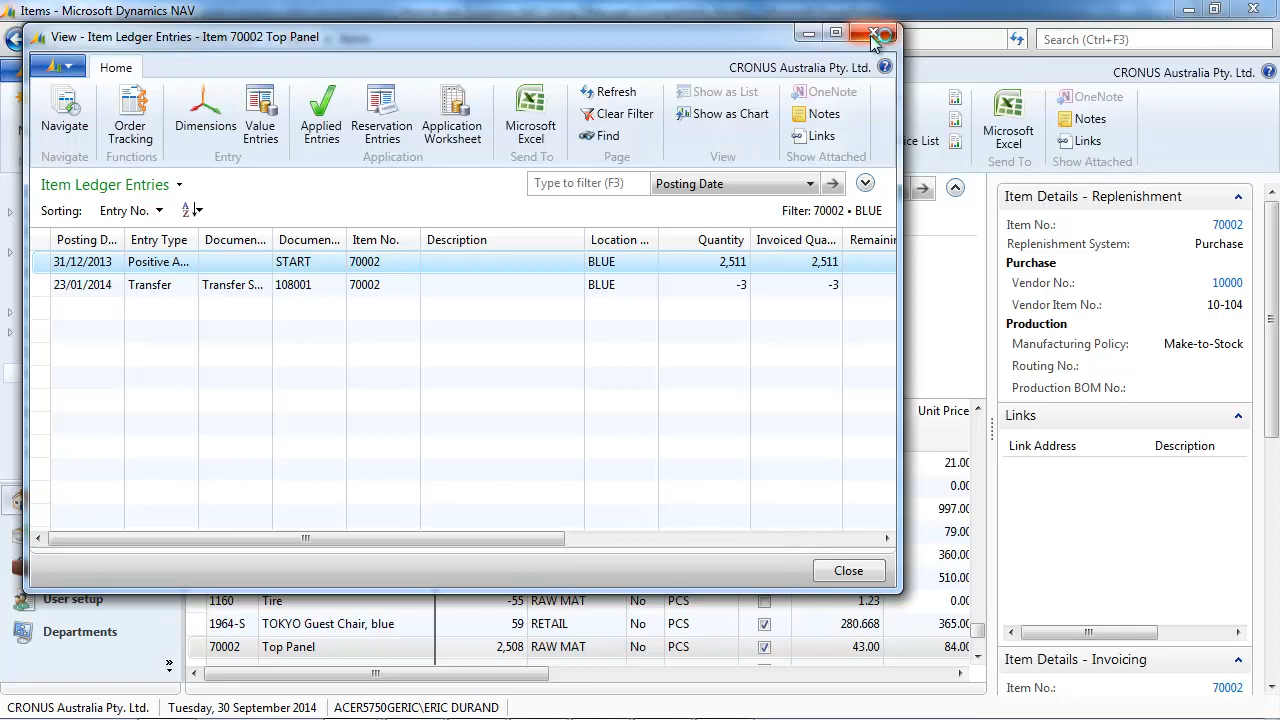 Items - Microsoft Dynamics NAV
View - Item Ledger Entries - Item 70002 Top Panel
Search (Ctrl+F3)
Home
CRONUS Australia Pty. Ltd.
CRONUS Australia Pty. Ltd.
Navigate
Order Tracking
Dimensions
Value Entries
Applied Entries
Reservation Entries
Application Worksheet
Microsoft Excel
Refresh
Clear Filter
Find
Show as List
Show as Chart
OneNote
Notes
Links
Navigate
Functions
Entry
Application
Send To
Page
View
Show Attached
ce List
Microsoft Excel
OneNote
Notes
Links
Send To
Show Attached
Item Ledger Entries
Type to filter (F3)
Posting Date
Sorting: Entry No.
Filter: 70002 • BLUE
Posting D... Entry Type Documen... Documen... Item No. Description Location ... Quantity Invoiced Qua... Remainin
31/12/2013 Positive A... START 70002 BLUE 2,511 2,511
23/01/2014 Transfer Transfer S... 108001 70002 BLUE -3 -3
Close
Item Details - Replenishment
Item No.: 70002
Replenishment System: Purchase
Purchase
Vendor No.: 10000
Vendor Item No.: 10-104
Production
Manufacturing Policy: Make-to-Stock
Routing No.:
Production BOM No.:
Links
Link Address Description
Unit Price
21.00
0.00
997.00
79.00
360.00
510.00
1160 Tire -55 RAW MAT No PCS 1.23 0.00
1964-S TOKYO Guest Chair, blue 59 RETAIL No PCS 280.668 365.00
70002 Top Panel 2,508 RAW MAT No PCS 43.00 84.00
User setup
Departments
Item Details - Invoicing
Item No.: 70002
CRONUS Australia Pty. Ltd. Tuesday, 30 September 2014 ACER5750GERIC\ERIC DURAND